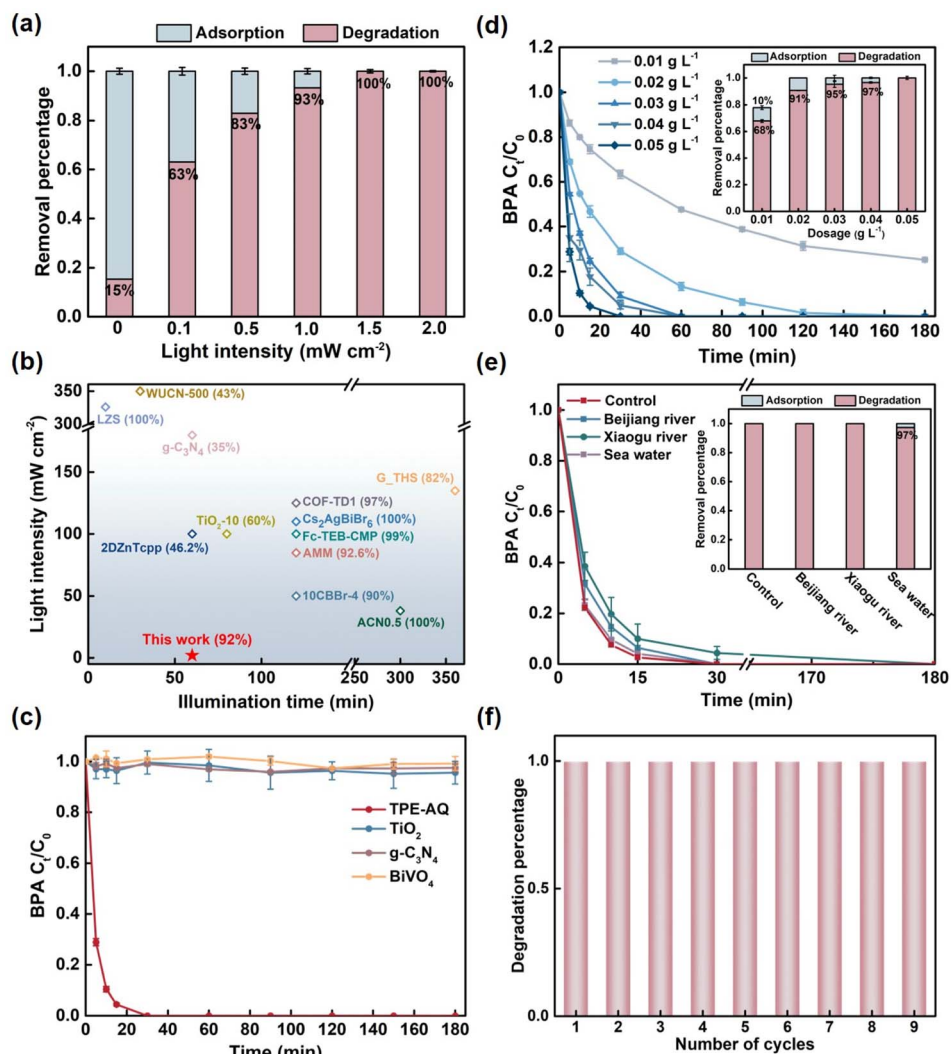 (a)
Adsorption
Degradation
Removal percentage
1.0
0.8
0.6
0.4
0.2
0.0
15%
63%
83%
93%
100%
100%
0
0.1
0.5
1.0
1.5
2.0
Light intensity (mW cm⁻²)
(b)
Light intensity (mW cm⁻²)
350
300
150
100
50
0
WUCN-500 (43%)
LZS (100%)
g-C₃N₄ (35%)
G_THS (82%)
COF-TD1 (97%)
TiO₂-10 (60%)
Cs₂AgBiBr₆ (100%)
2DZnTcpp (46.2%)
Fc-TEB-CMP (99%)
AMM (92.6%)
10CBBr-4 (90%)
ACN0.5 (100%)
This work (92%)
0
50
100
250
300
350
Illumination time (min)
(c)
BPA Cₜ/C₀
1.0
0.8
0.6
0.4
0.2
0.0
TPE-AQ
TiO₂
g-C₃N₄
BiVO₄
0
20
40
60
80
100
120
140
160
180
Time (min)
(d)
BPA Cₜ/C₀
1.2
1.0
0.8
0.6
0.4
0.2
0.0
0.01 g L⁻¹
0.02 g L⁻¹
0.03 g L⁻¹
0.04 g L⁻¹
0.05 g L⁻¹
Adsorption
Degradation
Removal percentage
1.0
0.8
0.6
0.4
0.2
0.0
10%
68%
91%
95%
97%
0.01
0.02
0.03
0.04
0.05
Dosage (g L⁻¹)
0
20
40
60
80
100
120
140
160
180
Time (min)
(e)
BPA Cₜ/C₀
1.0
0.8
0.6
0.4
0.2
0.0
Control
Beijiang river
Xiaogu river
Sea water
Adsorption
Degradation
Removal percentage
1.0
0.8
0.6
0.4
0.2
0.0
97%
Control
Beijiang river
Xiaogu river
Sea water
0
15
30
170
180
Time (min)
(f)
Degradation percentage
1.0
0.5
0.0
1
2
3
4
5
6
7
8
9
Number of cycles